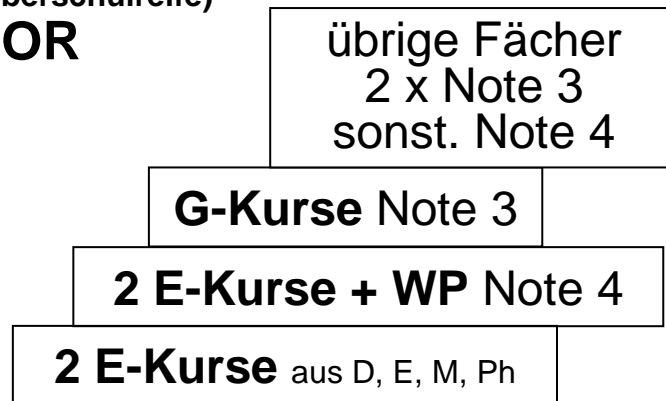 berschulreife)
OR
übrige Fächer
2 x Note 3
sonst. Note 4
G-Kurse Note 3
2 E-Kurse + WP Note 4
2 E-Kurse aus D, E, M, Ph